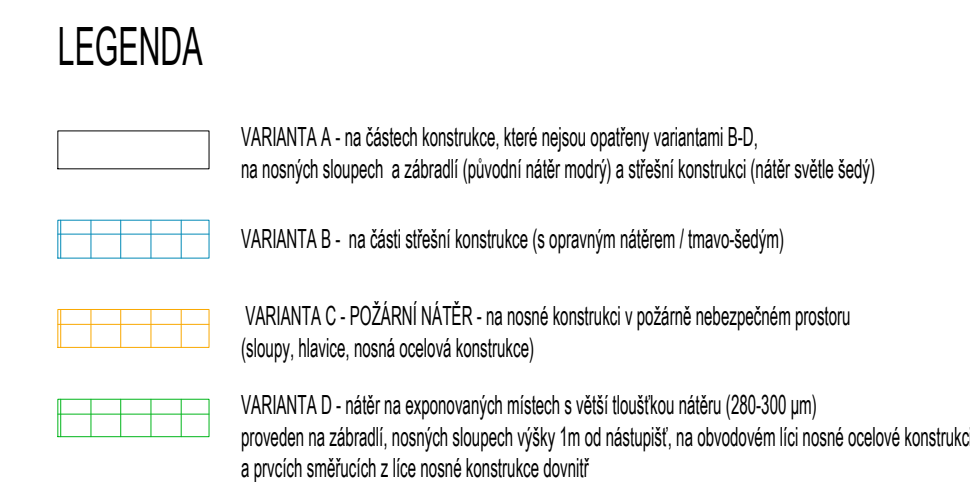 LEGENDA
VARIANTA A - na částech konstrukce, které nejsou opatřeny variantami B-D,
na nosných sloupech a zábradlí (původní nátěr modrý) a střešní konstrukci (nátěr světle šedý)
VARIANTA B - na části střešní konstrukce (s opravným nátěrem / tmavo-šedým)
VARIANTA C - POŽÁRNÍ NÁTĚR - na nosné konstrukci v požárně nebezpečném prostoru
(sloupy, hlavice, nosná ocelová konstrukce)
VARIANTA D - nátěr na exponovaných místech s větší tloušťkou nátěru (280-300 µm)
proveden na zábradlí, nosných sloupech výšky 1m od nástupišť, na obvodovém líci nosné ocelové konstrukci
a prvcích směřucích z líce nosné konstrukce dovnitř